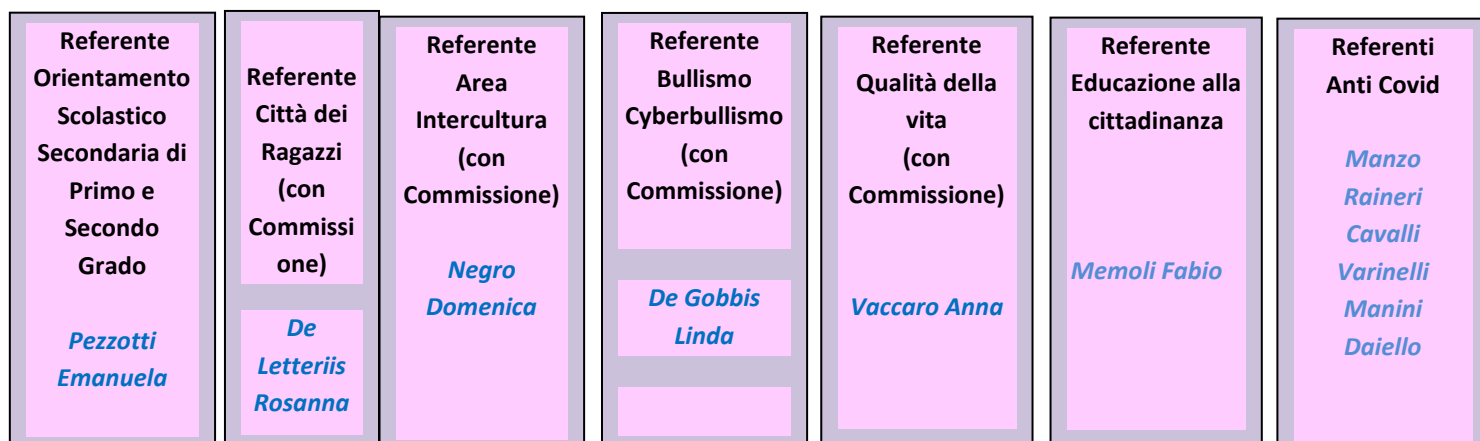 Referente
Orientamento
Scolastico
Secondaria di
Primo e
Secondo
Grado
Pezzotti
Emanuela
Referente
Città dei
Ragazzi
(con
Commissi
one)
De
Letteriis
Rosanna
Referente
Area
Intercultura
(con
Commissione)
Negro
Domenica
Referente
Bullismo
Cyberbullismo
(con
Commissione)
De Gobbis
Linda
Referente
Qualità della
vita
(con
Commissione)
Vaccaro Anna
Referente
Educazione alla
cittadinanza
Memoli Fabio
Referenti
Anti Covid
Manzo
Raineri
Cavalli
Varinelli
Manini
Daiello